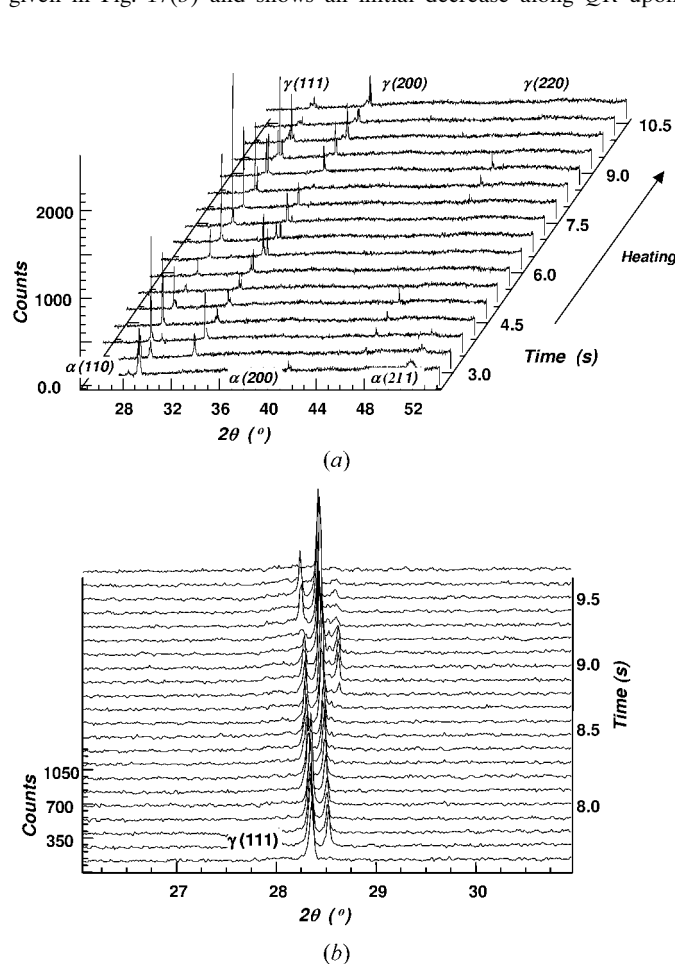 given in Fig. 17(b) and shows an initial decrease along QR upon
γ(111) γ(200) γ(220)
10.5
9.0
7.5
6.0
4.5
3.0
Heating
Time (s)
2000
1000
0.0
Counts
α(110)
α(200)
α(211)
28 32 36 40 44 48 52
2θ (°)
(a)
9.5
9.0
8.5
8.0
Time (s)
1050
700
350
Counts
γ(111)
27 28 29 30
2θ (°)
(b)